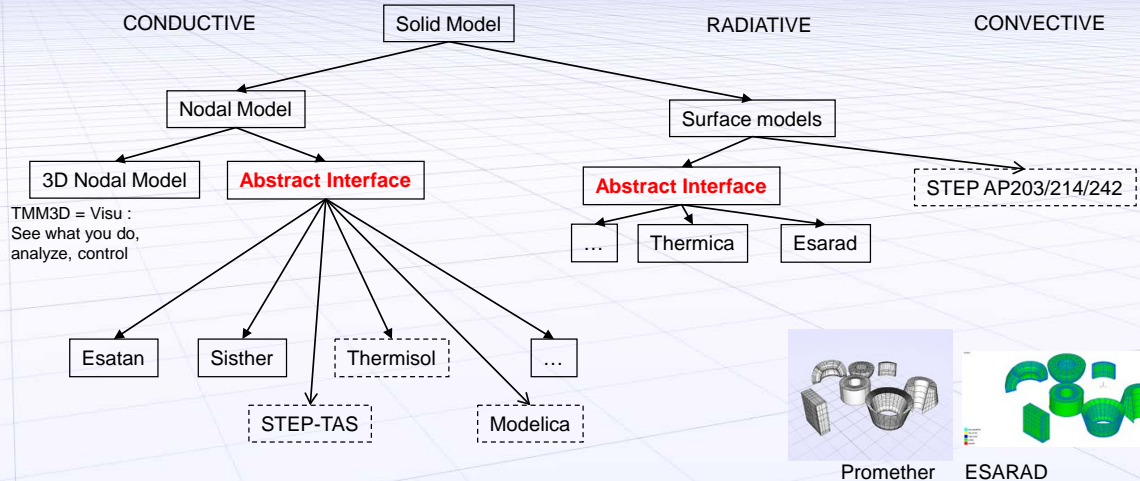 CONDUCTIVE
Solid Model
RADIATIVE
CONVECTIVE
Nodal Model
Surface models
3D Nodal Model
Abstract Interface
Abstract Interface
STEP AP203/214/242
TMM3D = Visu :
See what you do,
analyze, control
...
Thermica
Esarad
Esatan
Sisther
Thermisol
...
STEP-TAS
Modelica
Promether
ESARAD